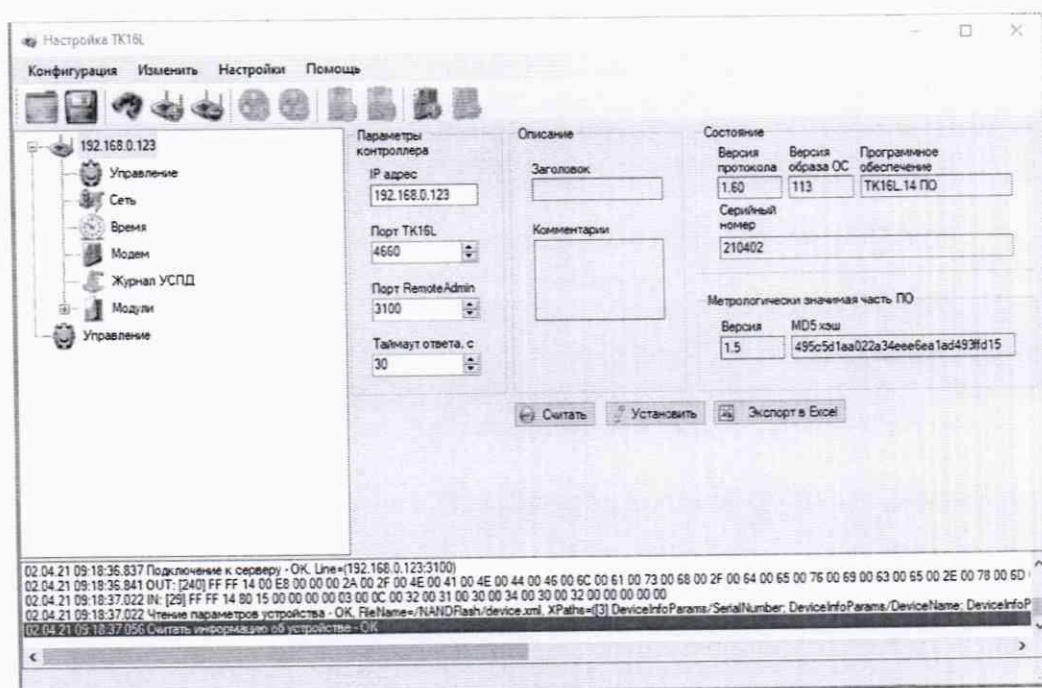 Настройка TK16L
Конфигурация Изменить Настройки Помощь
192.168.0.123
Управление
Сеть
Время
Модем
Журнал УСПД
Модули
Управление
Параметры контроллера
IP адрес
192.168.0.123
Порт TK16L
4660
Порт RemoteAdmin
3100
Таймаут ответа, с
30
Описание
Заголовок
Комментарии
Состояние
Версия протокола
1.60
Версия образа ОС
113
Программное обеспечение
TK16L.14 ПО
Серийный номер
210402
Метрологически значимая часть ПО
Версия
1.5
MD5 хэш
495c5d1aa022a34eee6ea1ad493ffd15
Считать Установить Экспорт в Excel
02.04.21 09:18:36.837 Подключение к серверу - OK, Line=(192.168.0.123:3100)
02.04.21 09:18:36.841 OUT: [240] FF FF 14 00 E8 00 00 00 2A 00 2F 00 4E 00 41 00 4E 00 44 00 46 00 6C 00 61 00 73 00 68 00 2F 00 64 00 65 00 76 00 69 00 63 00 65 00 2E 00 78 00 6D
02.04.21 09:18:37.022 IN: [29] FF FF 14 80 15 00 00 00 00 03 00 0C 00 32 00 31 00 30 00 34 00 30 00 32 00 00 00 00 00
02.04.21 09:18:37.022 Чтение параметров устройства - OK, FileName=/NANDFlash/device.xml, XPaths=([3] DeviceInfoParams/SerialNumber; DeviceInfoParams/DeviceName; DeviceInfoP
02.04.21 09:18:37.056 Считать информацию об устройстве - OK